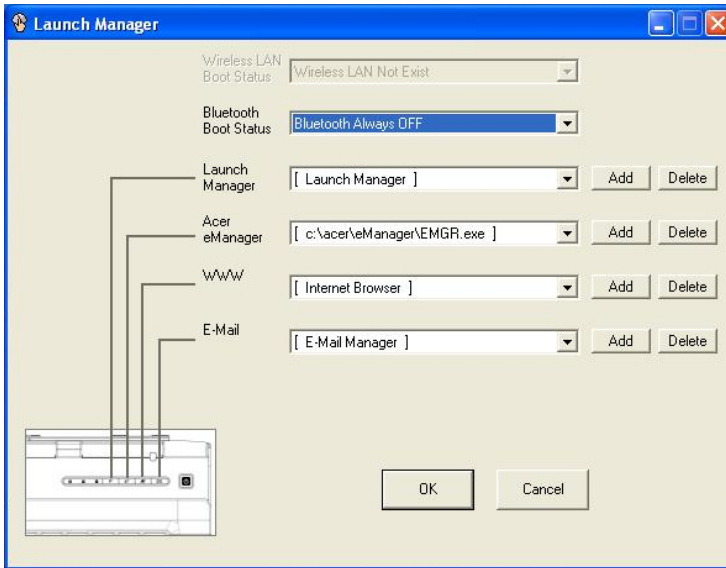 Launch Manager
Wireless LAN
Boot Status
Wireless LAN Not Exist
Bluetooth
Boot Status
Bluetooth Always OFF
Launch
Manager
[ Launch Manager ]
Add
Delete
Acer
eManager
[ c:\acer\eManager\EMGR.exe ]
Add
Delete
WWW
[ Internet Browser ]
Add
Delete
E-Mail
[ E-Mail Manager ]
Add
Delete
OK
Cancel